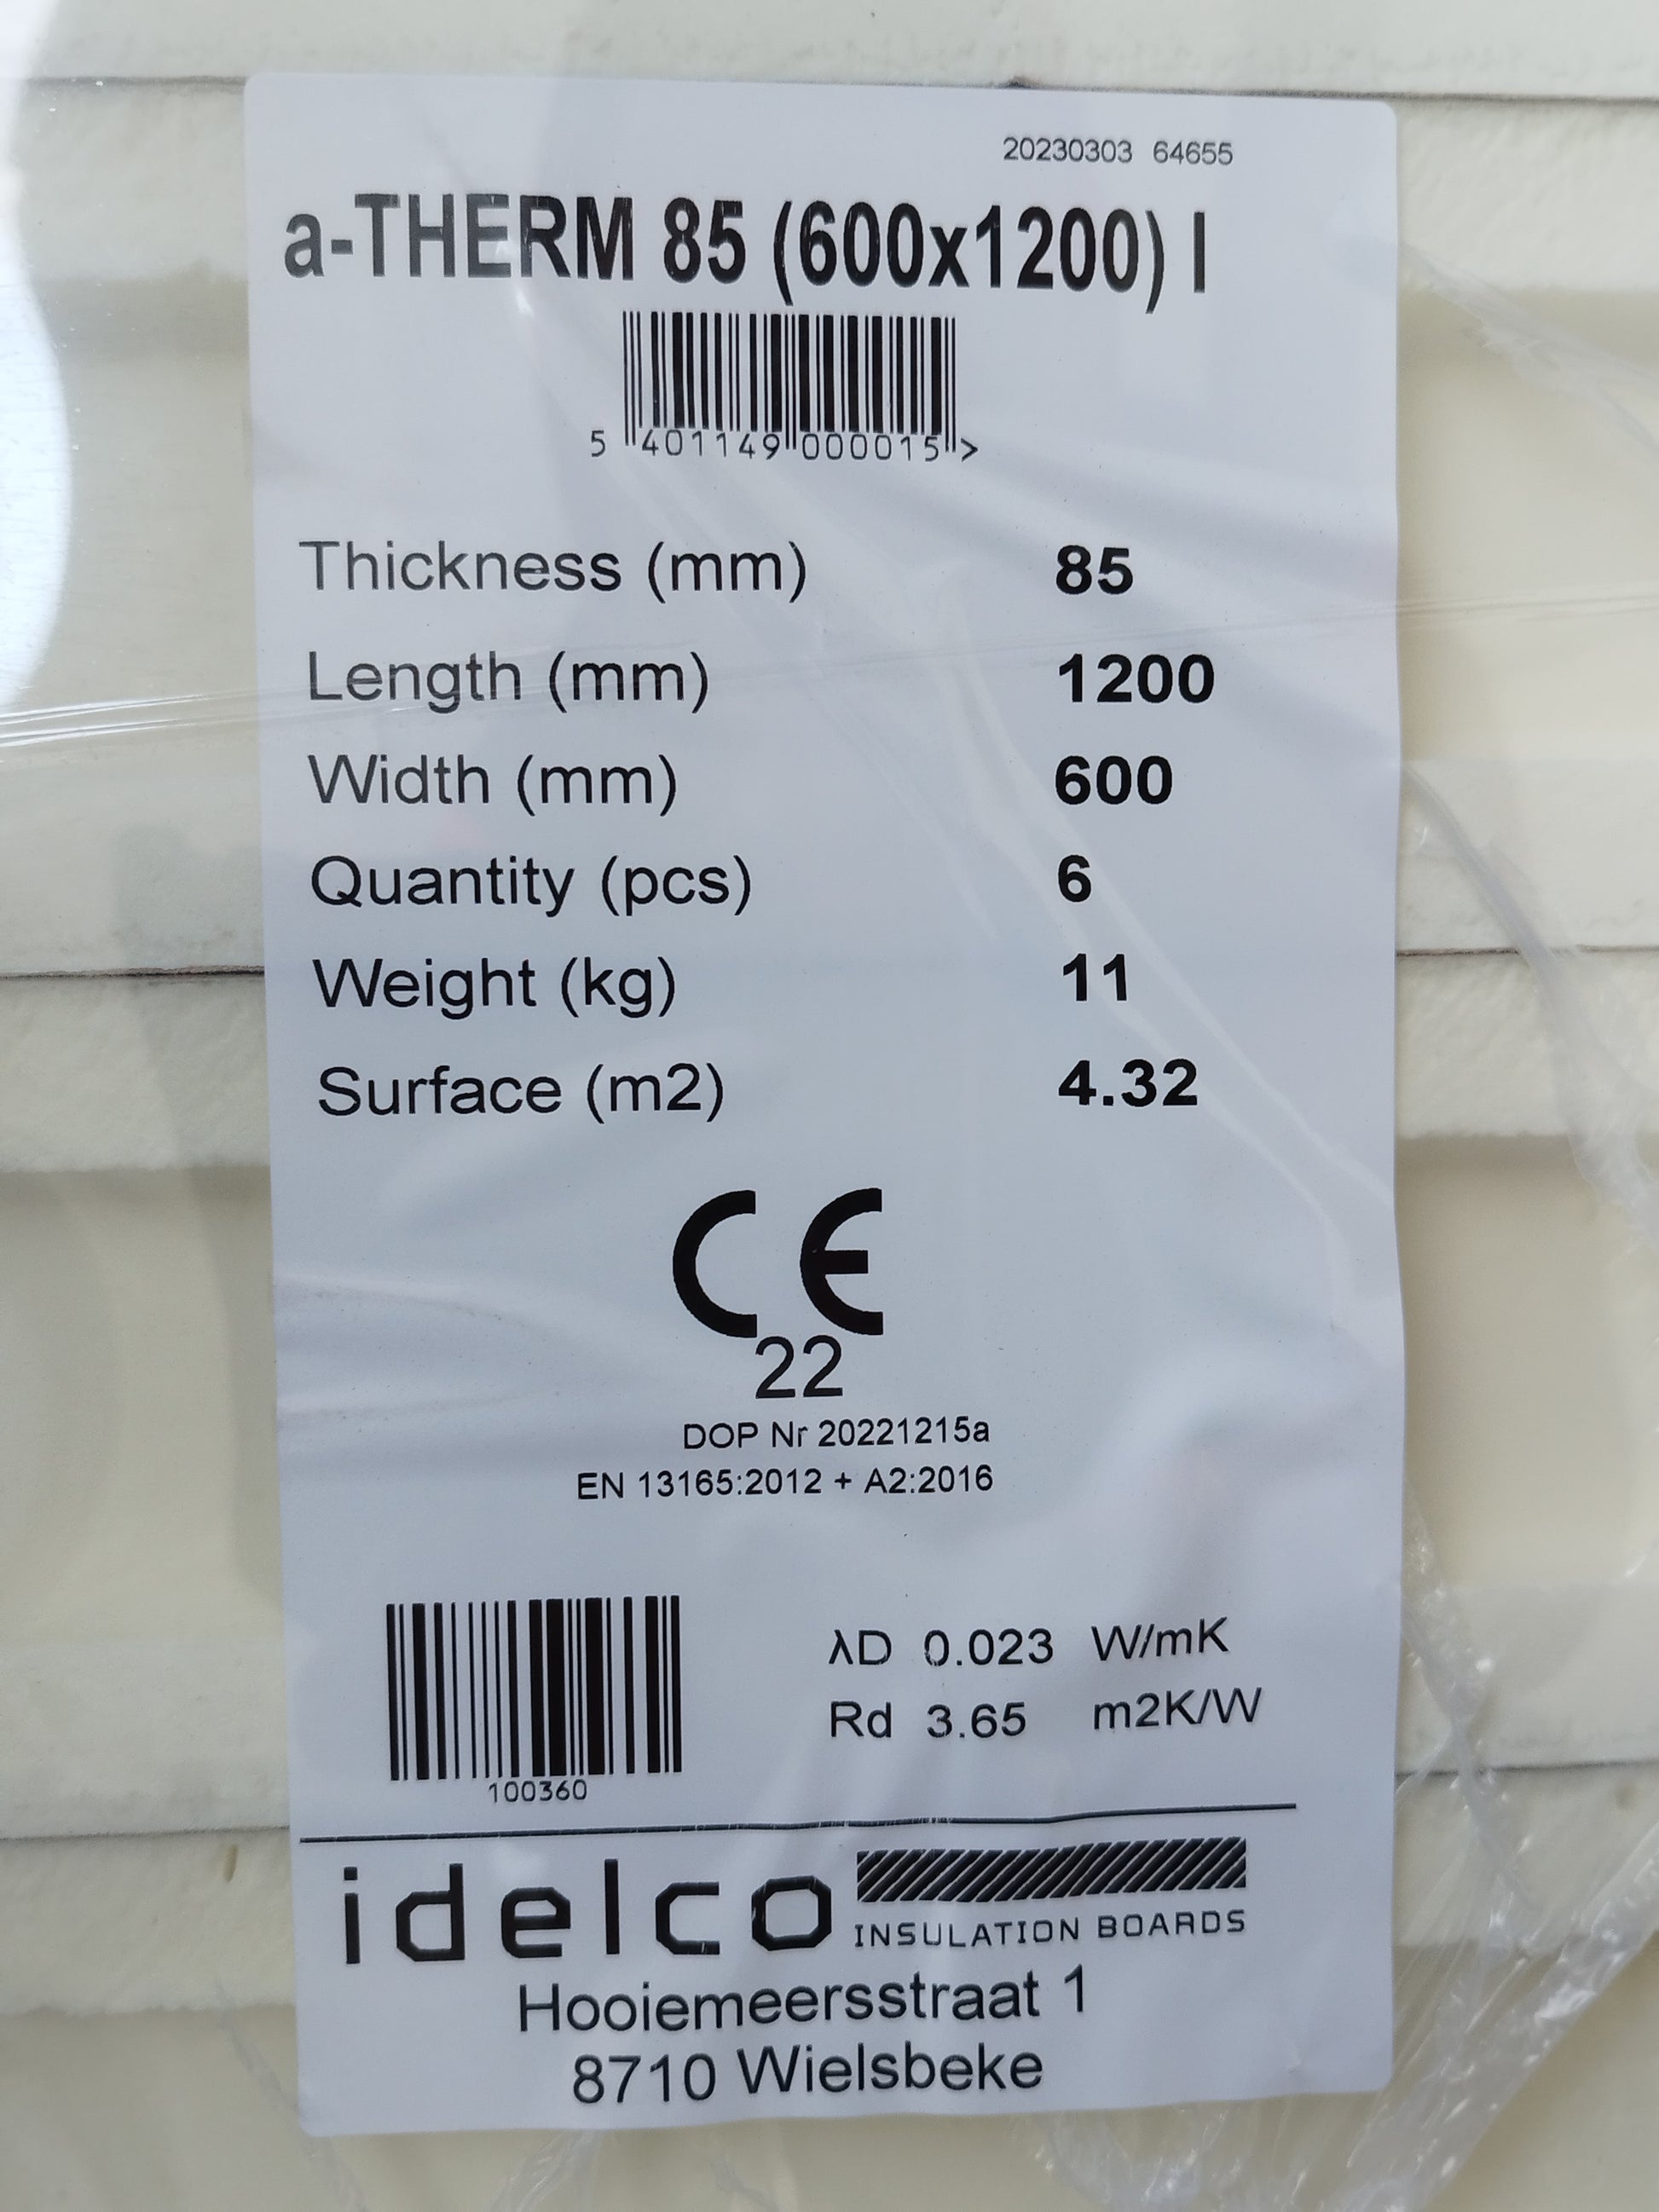 20230303 64655
a-THERM 85 (600x1200) I
5 401149 000015 >
Thickness (mm) 85
Length (mm) 1200
Width (mm) 600
Quantity (pcs) 6
Weight (kg) 11
Surface (m2) 4.32
CE
22
DOP Nr 20221215a
EN 13165:2012 + A2:2016
λD 0.023 W/mK
Rd 3.65 m2K/W
100360
idelco
INSULATION BOARDS
Hooiemeersstraat 1
8710 Wielsbeke